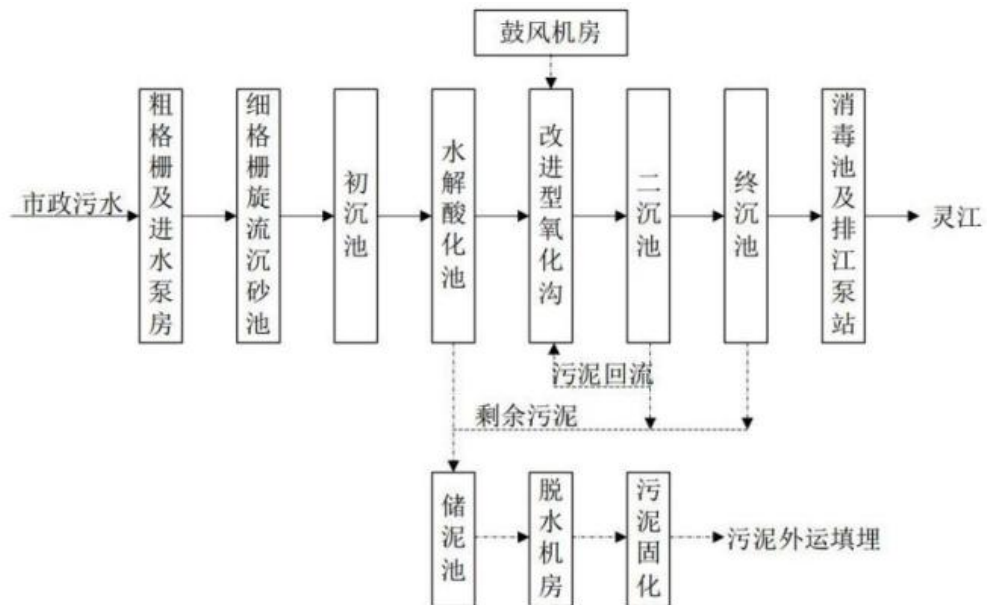 鼓风机房
市政污水
粗格栅及进水泵房
细格栅旋流沉砂池
初沉池
水解酸化池
改进型氧化沟
二沉池
终沉池
消毒池及排江泵站
灵江
污泥回流
剩余污泥
储泥池
脱水机房
污泥固化
污泥外运填埋